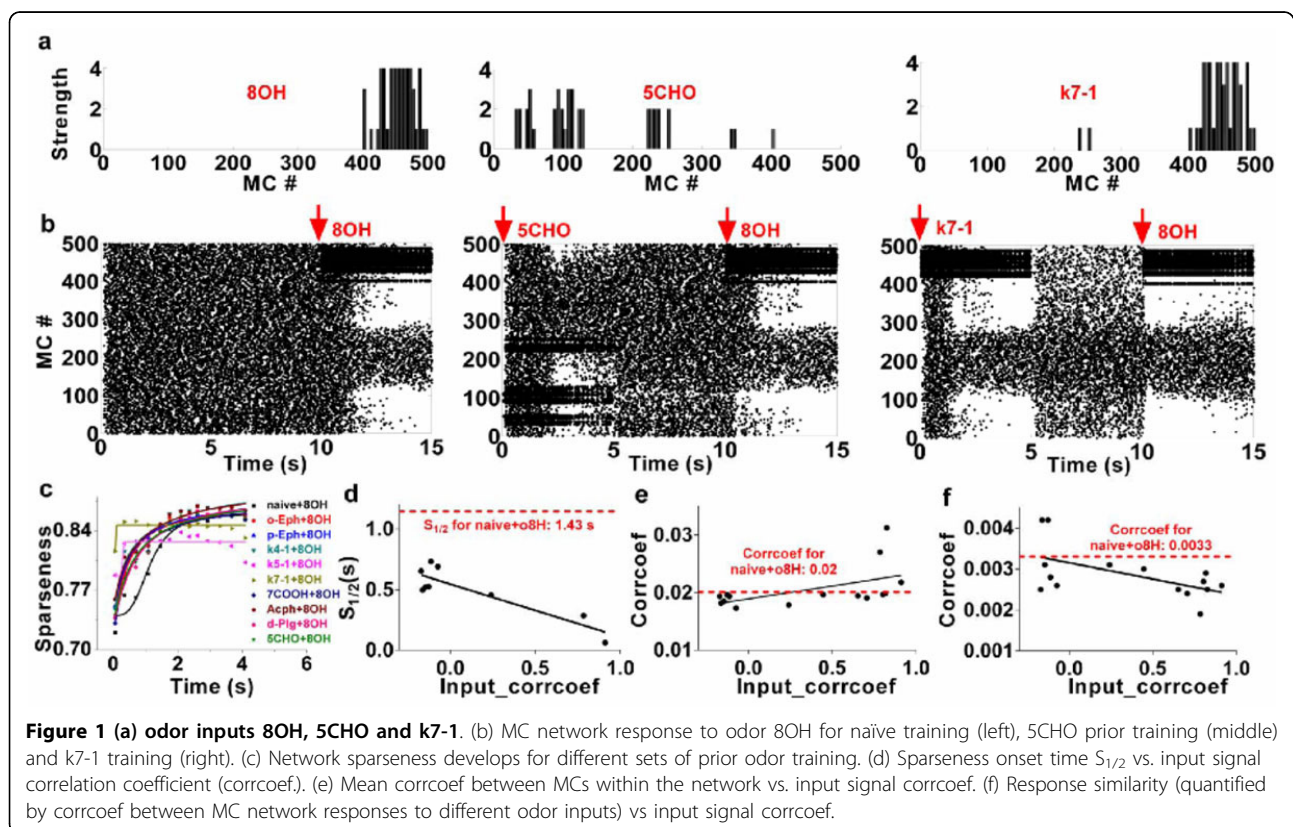 a
Strength
4
2
0
8OH
0 100 200 300 400 500
MC #
4
2
0
5CHO
0 100 200 300 400 500
MC #
4
2
0
k7-1
0 100 200 300 400 500
MC #
b
8OH
5CHO
8OH
k7-1
8OH
MC #
500
400
300
200
100
0
0 5 10 15
Time (s)
500
400
300
200
100
0
0 5 10 15
Time (s)
500
400
300
200
100
0
0 5 10 15
Time (s)
c
Sparseness
0.84
0.77
0.70
0 2 4 6
Time (s)
naive+8OH
o-Eph+8OH
p-Eph+8OH
k4-1+8OH
k5-1+8OH
k7-1+8OH
7COOH+8OH
Acph+8OH
d-Plg+8OH
5CHO+8OH
d
S1/2(s)
1.0
0.5
0.0
S1/2 for naive+o8H: 1.43 s
0.0 0.5 1.0
Input_corrcoef
e
Corrcoef
0.03
0.02
0.01
Corrcoef for
naive+o8H: 0.02
0.0 0.5 1.0
Input_corrcoef
f
Corrcoef
0.004
0.003
0.002
0.001
Corrcoef for
naive+o8H: 0.0033
0.0 0.5 1.0
Input_corrcoef
Figure 1 (a) odor inputs 8OH, 5CHO and k7-1. (b) MC network response to odor 8OH for naïve training (left), 5CHO prior training (middle)
and k7-1 training (right). (c) Network sparseness develops for different sets of prior odor training. (d) Sparseness onset time S1/2 vs. input signal
correlation coefficient (corrcoef.). (e) Mean corrcoef between MCs within the network vs. input signal corrcoef. (f) Response similarity (quantified
by corrcoef between MC network responses to different odor inputs) vs input signal corrcoef.